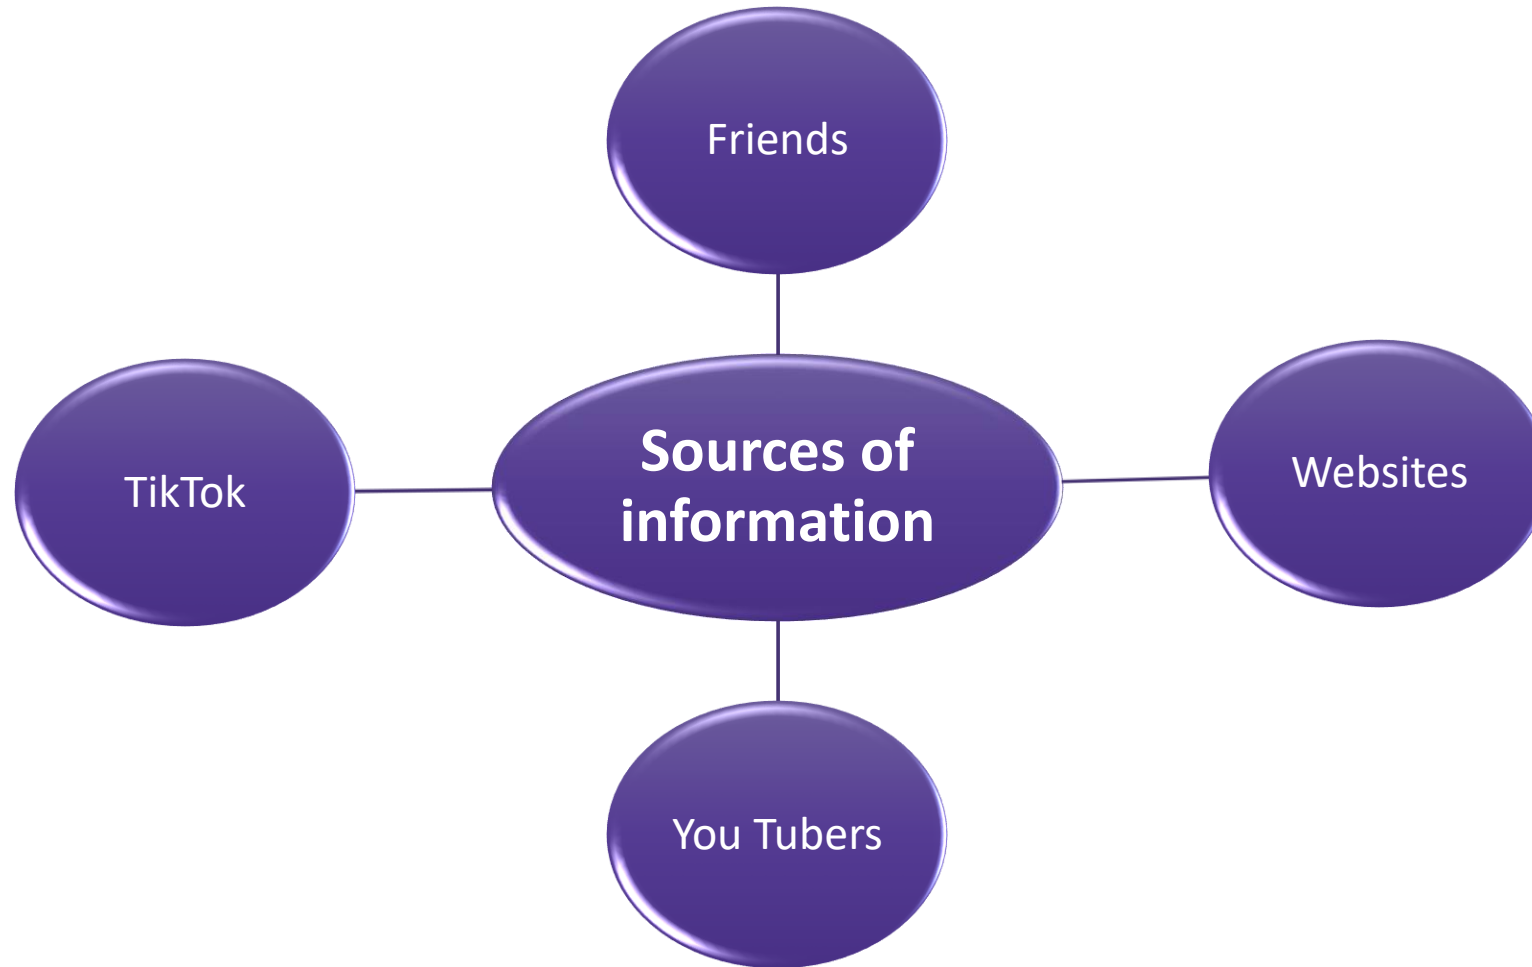 Friends
TikTok
Sources of
information
Websites
You Tubers